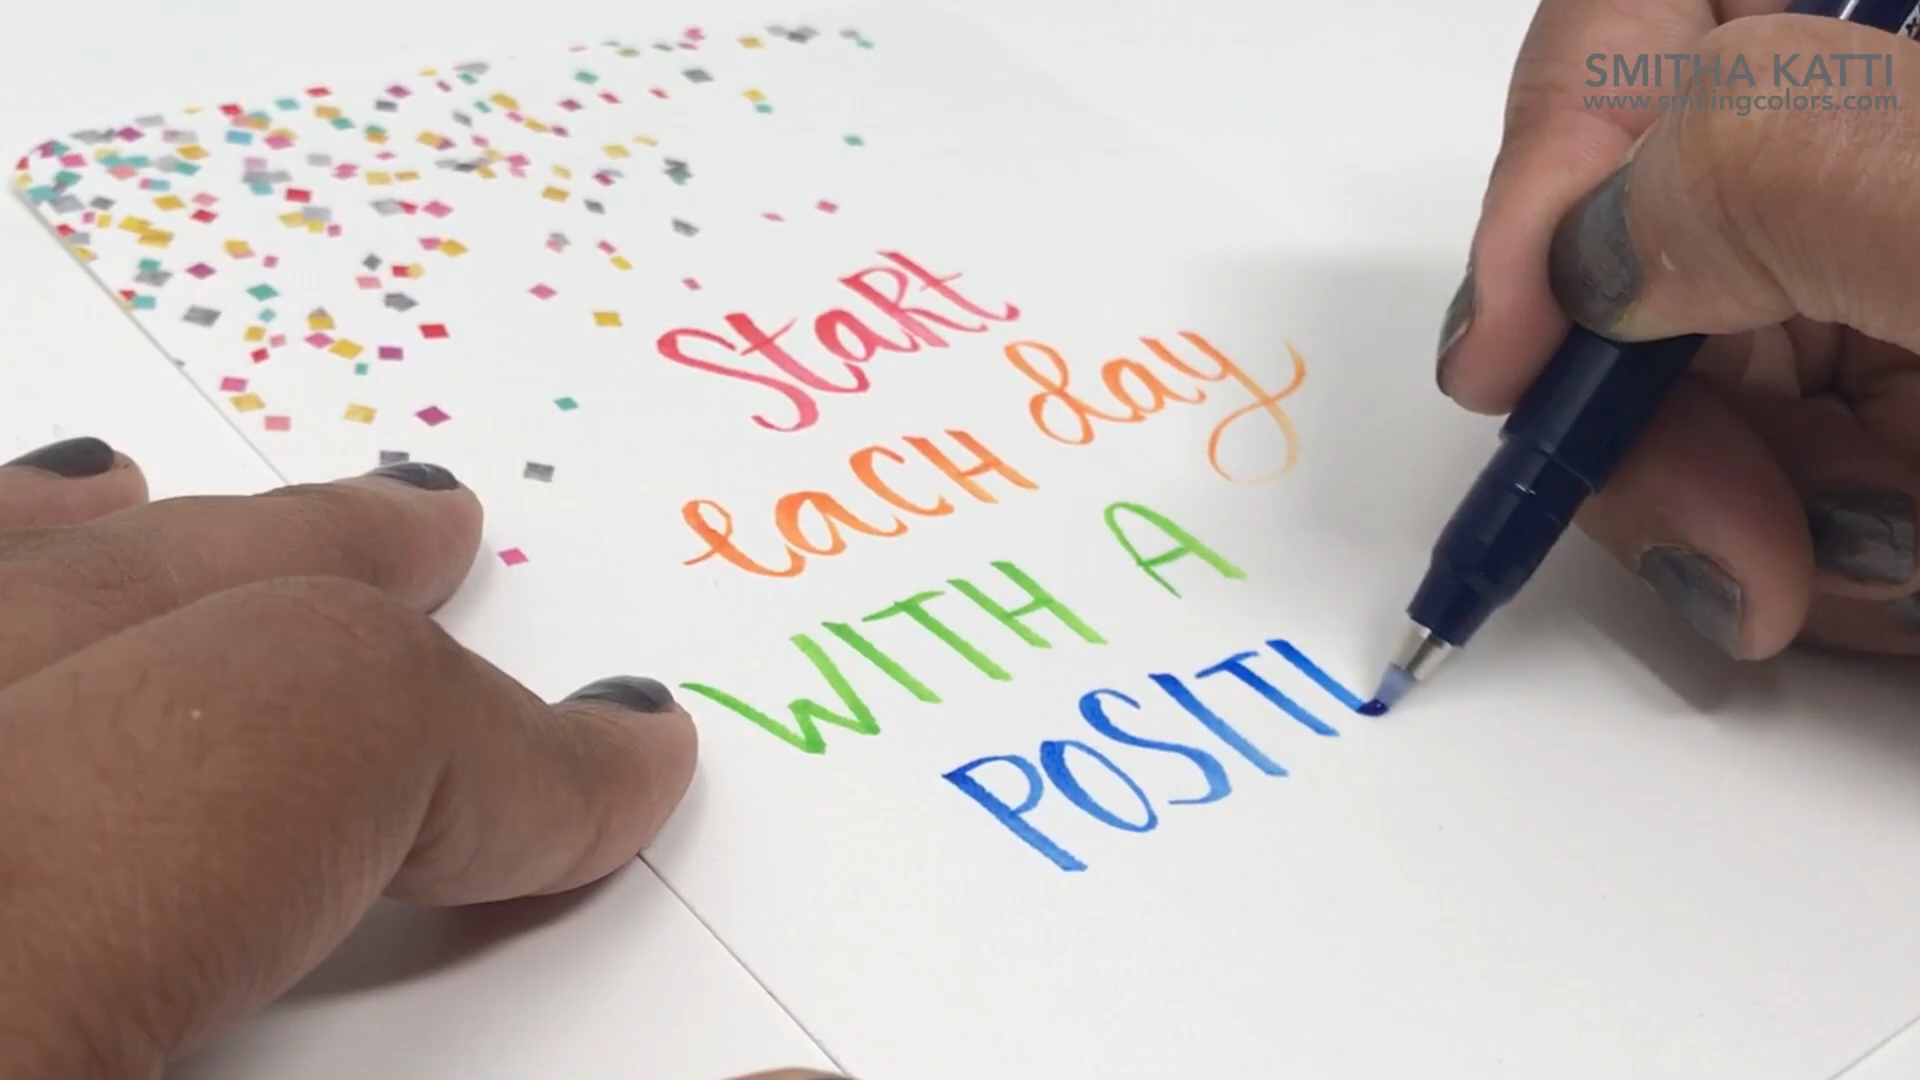 SMITHA KATTI
www.smilingcolors.com
Start
each day
WITH A
POSITI